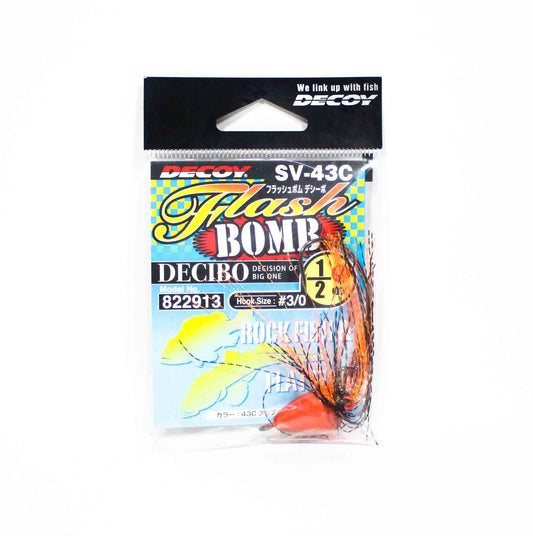 We link up with fish
DECOY
DECOY
SV-43C
フラッシュボム デシーボ
Flash
BOMB
DECIBO
DECISION OF
BIG ONE
1/2
Model No.
822913
Hook Size : #3/0
ROCK FISH
FLAT
カラー : 43C